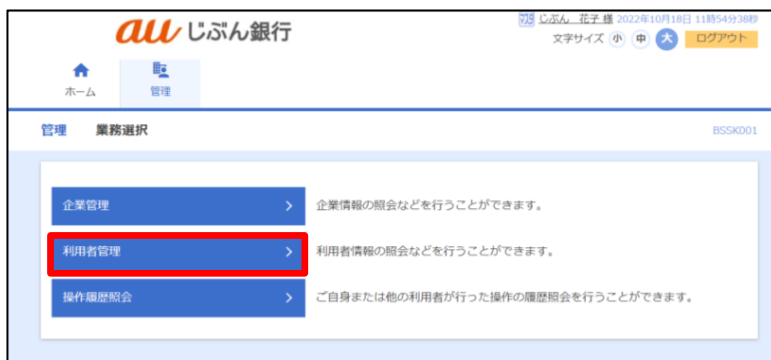 au じぶん銀行
じぶん 花子 様 2022年10月18日 11時54分38秒
文字サイズ 小 中 大 ログアウト
ホーム 管理
管理 業務選択 BSSK001
企業管理 企業情報の照会などを行うことができます。
利用者管理 利用者情報の照会などを行うことができます。
操作履歴照会 ご自身または他の利用者が行った操作の履歴照会を行うことができます。